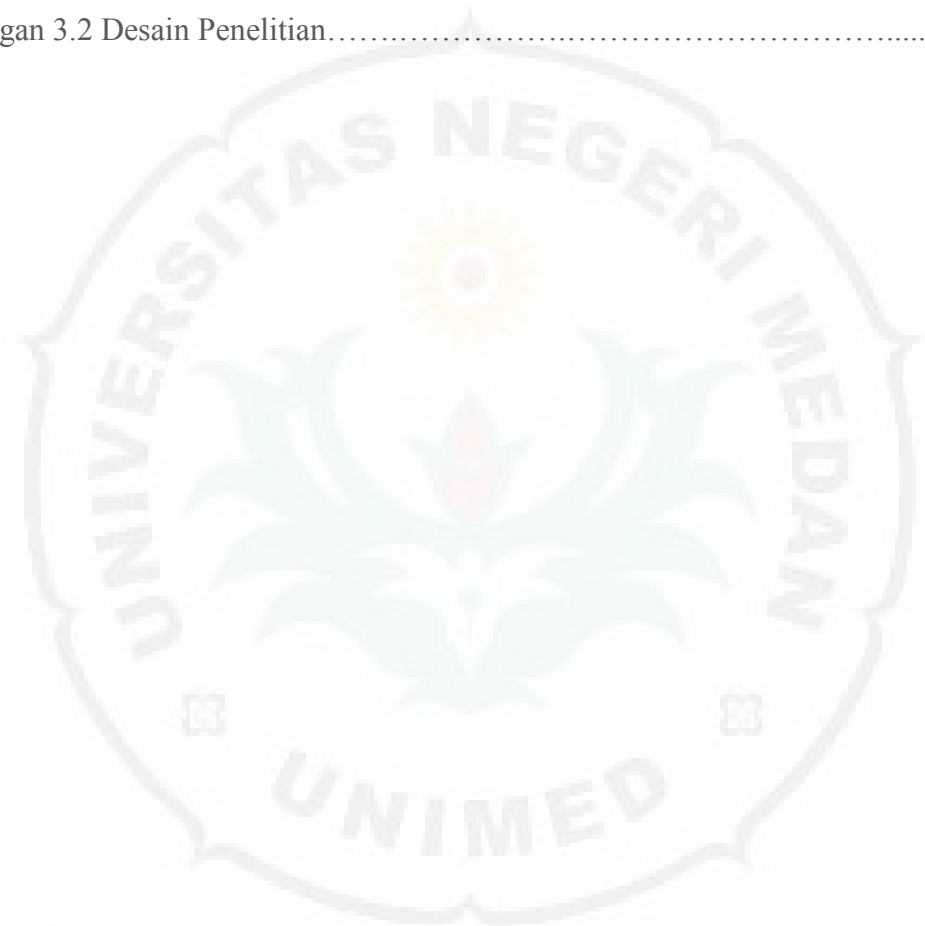 gan 3.2 Desain Penelitian…….…………….…………………………….....
UNIVERSITAS NEGERI MEDAN
UNIMED